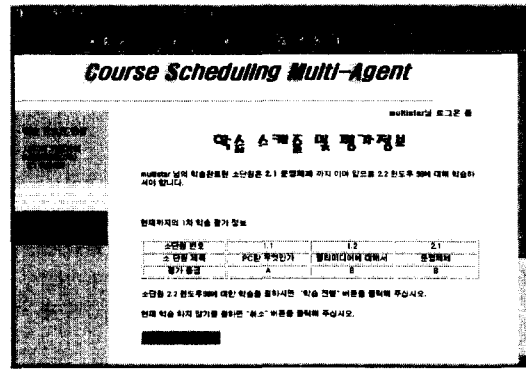 Course Scheduling Multi-Agent
multistar님 로그온 중
학습 스케줄 및 평가정보
multistar 님의 학습완료된 소단원은 2.1 운영체제 까지 이며 앞으로 2.2 윈도우 98에 대해 학습하
셔야 합니다.
현재까지의 1차 학습 평가 정보
소단원 번호 1.1 1.2 2.1
소 단원 제목 PC란 무엇인가 멀티미디어에 대해서 운영체제
평가 등급 A B B
소단원 2.2 윈도우98에 대한 학습을 원하시면 "학습 진행" 버튼을 클릭해 주십시오.
현재 학습 하지 않기를 원하면 "취소" 버튼을 클릭해 주십시오.